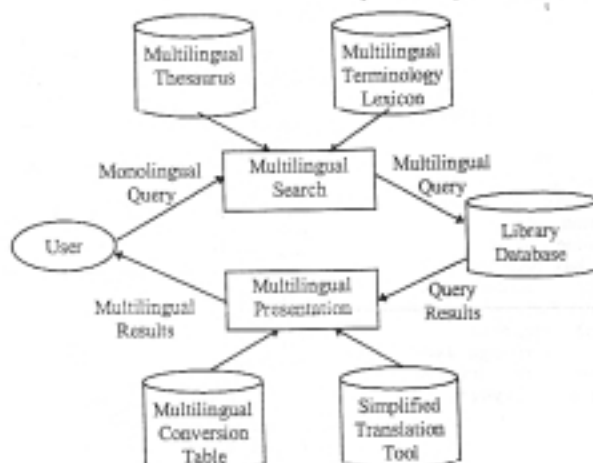 Multilingual
Thesaurus
Multilingual
Terminology
Lexicon
Monolingual
Query
Multilingual
Search
Multilingual
Query
User
Library
Database
Multilingual
Results
Multilingual
Presentation
Query
Results
Multilingual
Conversion
Table
Simplified
Translation
Tool